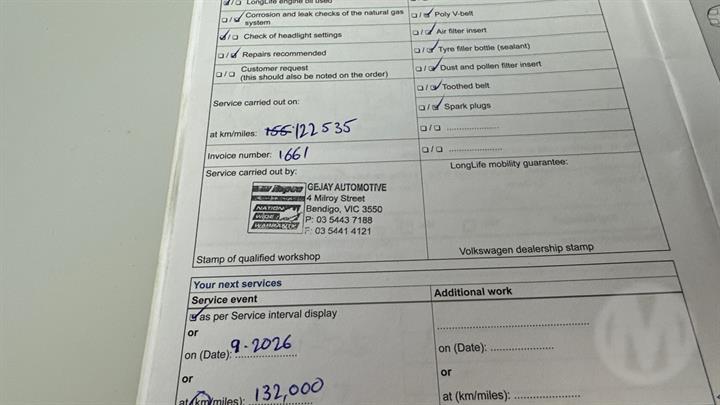 LongLife engine oil used
Corrosion and leak checks of the natural gas
system
Check of headlight settings
Repairs recommended
Customer request
(this should also be noted on the order)
Poly V-belt
Air filter insert
Tyre filler bottle (sealant)
Dust and pollen filter insert
Toothed belt
Spark plugs
Service carried out on:
at km/miles: 122535
Invoice number: 1661
Service carried out by:
GEJAY AUTOMOTIVE
4 Milroy Street
Bendigo, VIC 3550
P: 03 5443 7188
F: 03 5441 4121
NATION
WIDE
WARRANTY
Stamp of qualified workshop
LongLife mobility guarantee:
Volkswagen dealership stamp
Your next services
Service event
as per Service interval display
or
on (Date): 9-2026
or
at (km/miles): 132,000
Additional work
on (Date):
or
at (km/miles):
M